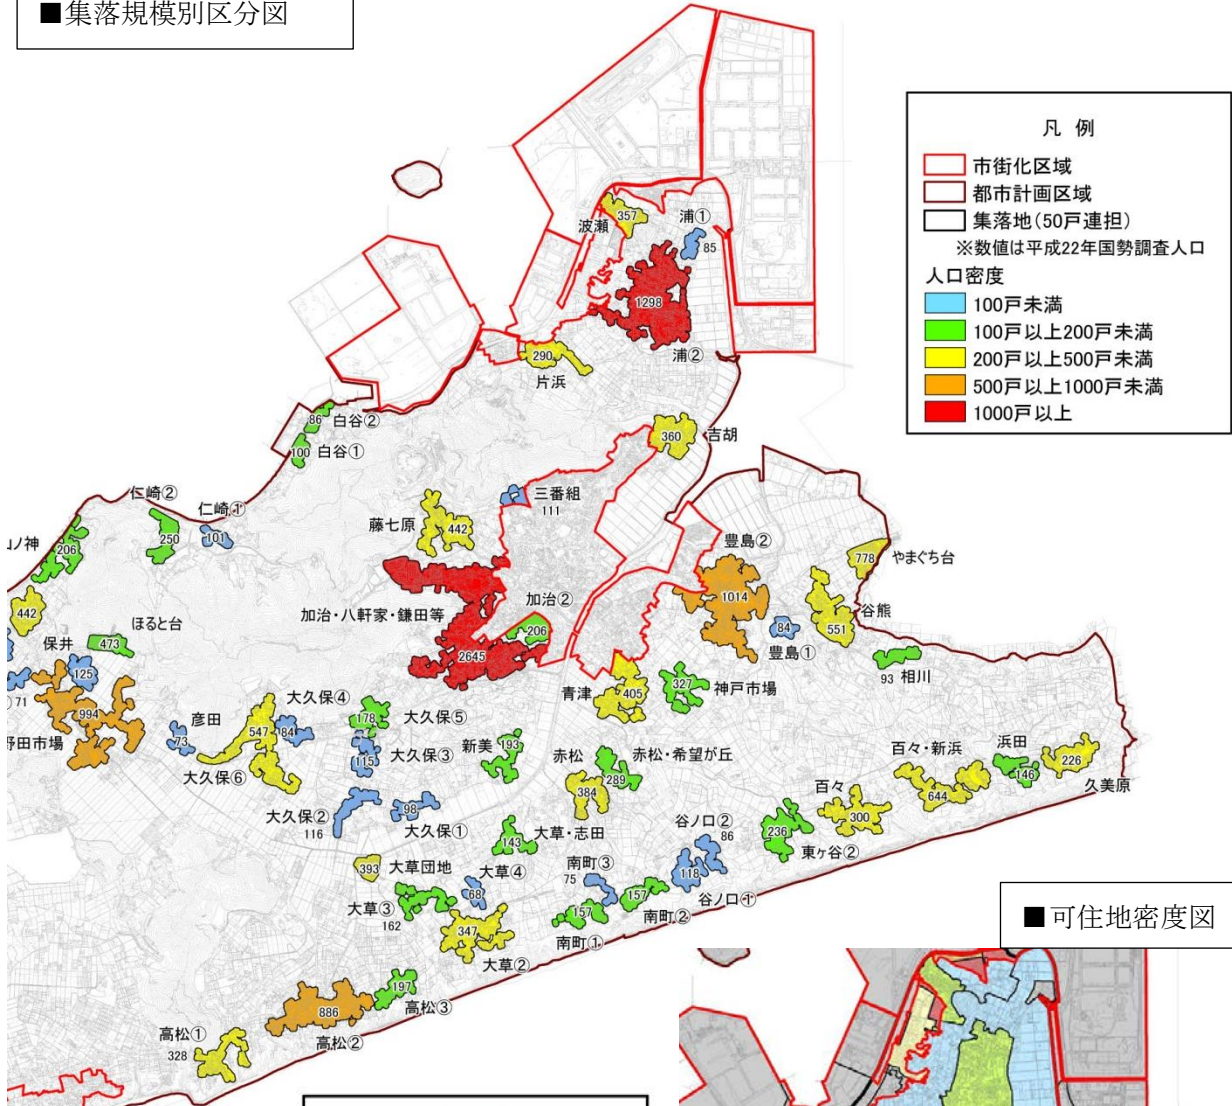 ■集落規模別区分図
凡 例
市街化区域
都市計画区域
集落地(50戸連担)
※数値は平成22年国勢調査人口
人口密度
100戸未満
100戸以上200戸未満
200戸以上500戸未満
500戸以上1000戸未満
1000戸以上
波瀬
357
浦①
85
1298
浦②
290
片浜
86
白谷②
100
白谷①
360
吉胡
仁崎②
仁崎①
250
101
ノ神
206
三番組
111
藤七原
442
豊島②
778
やまぐち台
加治・八軒家・鎌田等
加治②
206
2645
1014
84
豊島①
551
谷熊
442
ほると台
473
保井
125
71
994
野田市場
93
相川
青津
405
327
神戸市場
彦田
73
大久保④
547
84
大久保⑥
178
大久保⑤
115
大久保③
新美
193
赤松
384
赤松・希望が丘
289
百々・新浜
644
浜田
146
226
久美原
大久保②
116
98
大久保①
百々
300
236
東ヶ谷②
143
大草・志田
谷ノ口②
86
118
谷ノ口①
393
大草団地
大草④
68
南町③
75
157
南町②
157
南町①
大草③
162
347
大草②
197
高松③
886
高松②
高松①
328
■可住地密度図